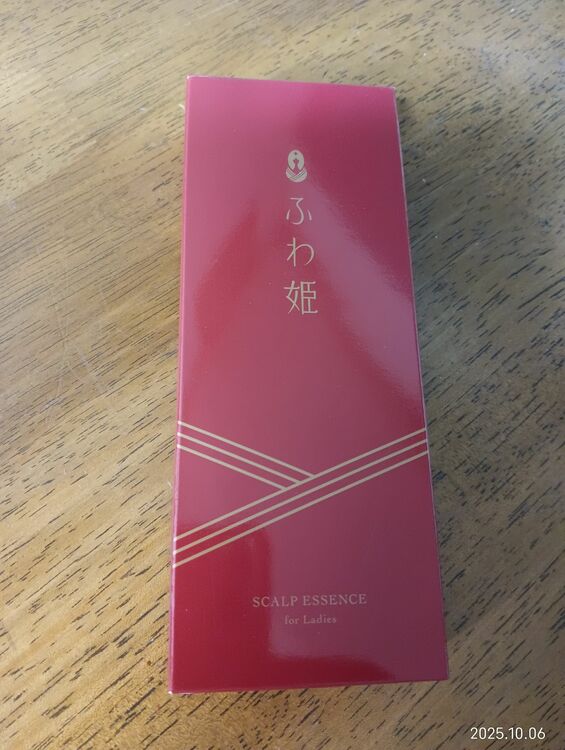 ふわ姫
SCALP ESSENCE
for Ladies
2025.10.06